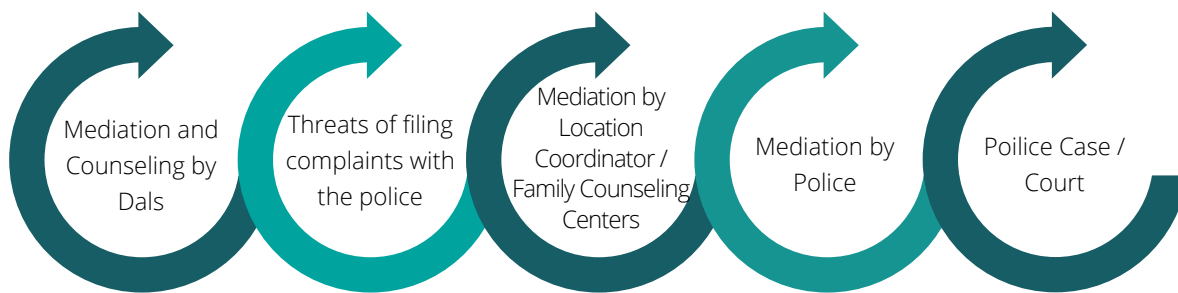 Mediation and
Counseling by
Dals
Threats of filing
complaints with
the police
Mediation by
Location
Coordinator /
Family Counseling
Centers
Mediation by
Police
Poilice Case /
Court